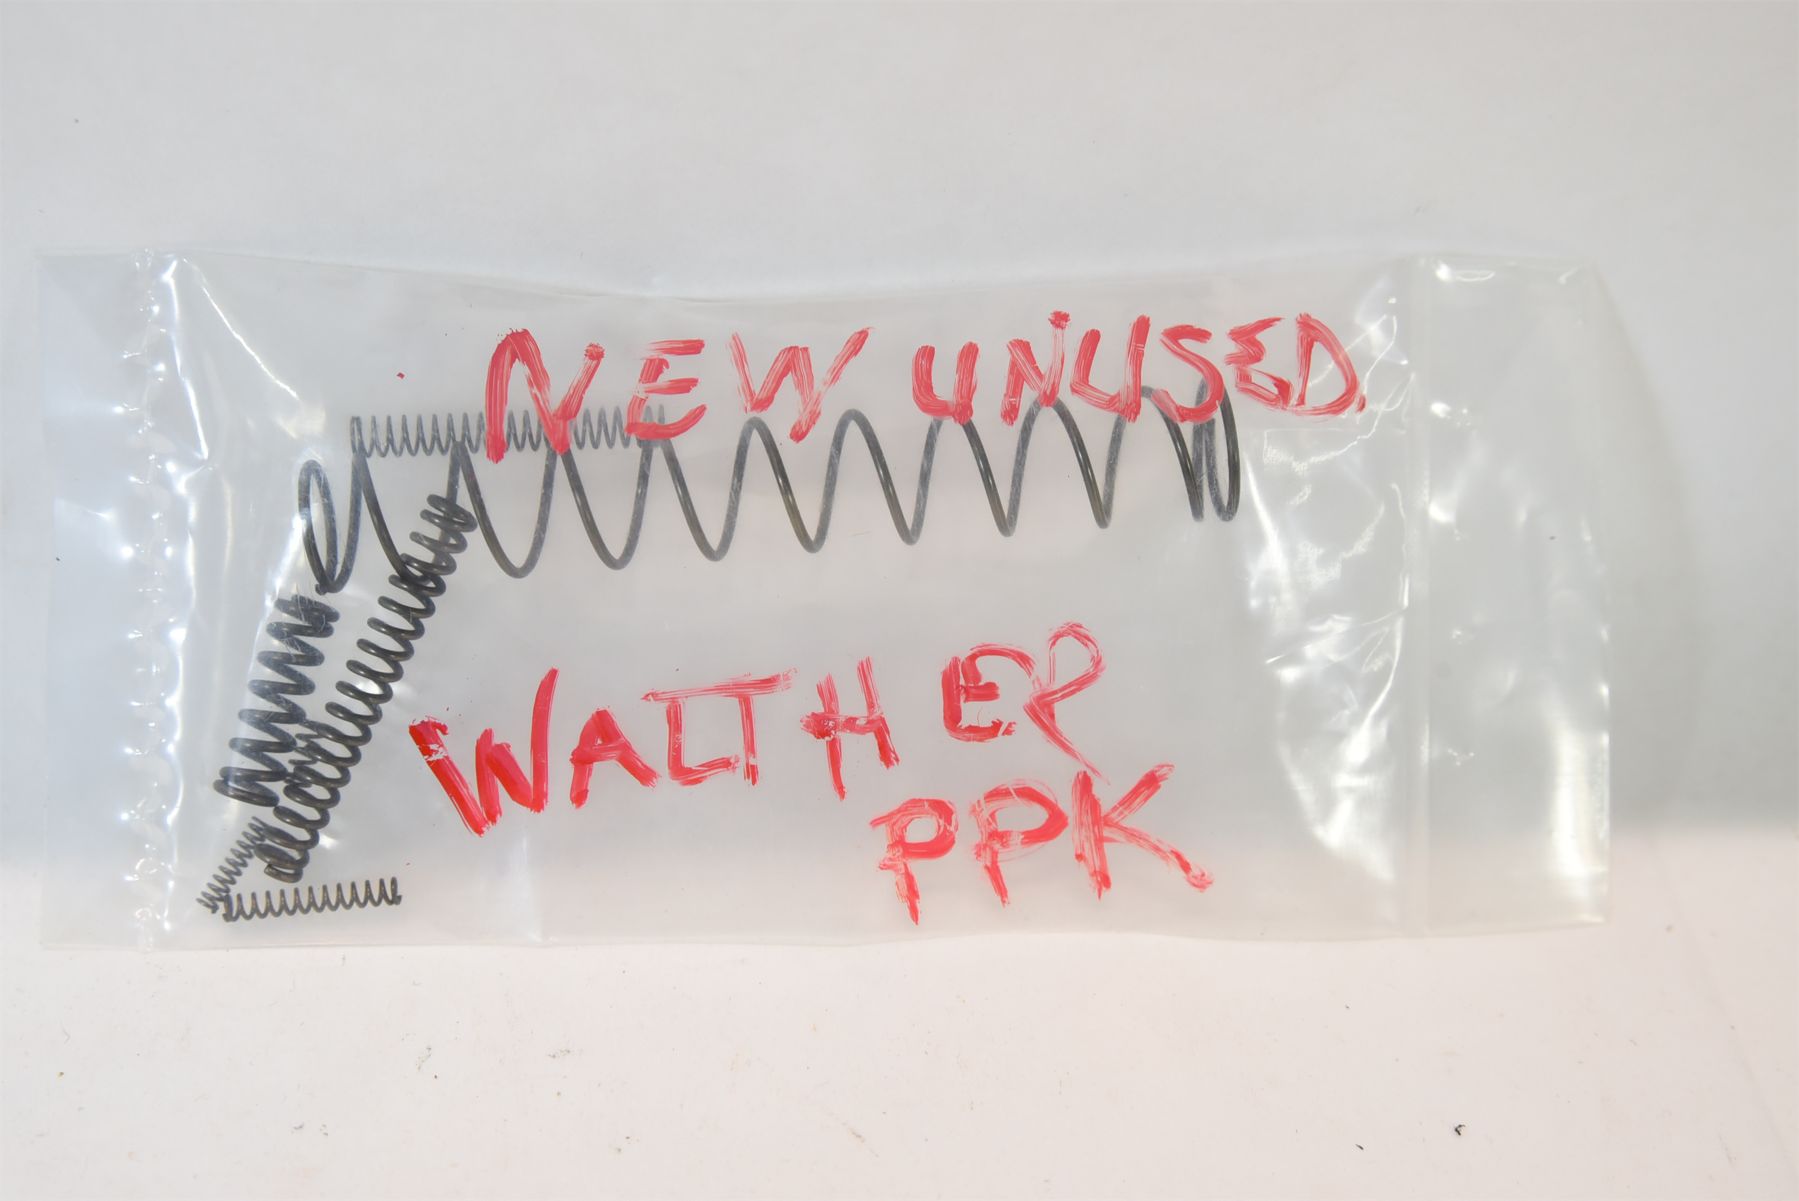 NEW UNUSED.
WALTHER
PPK